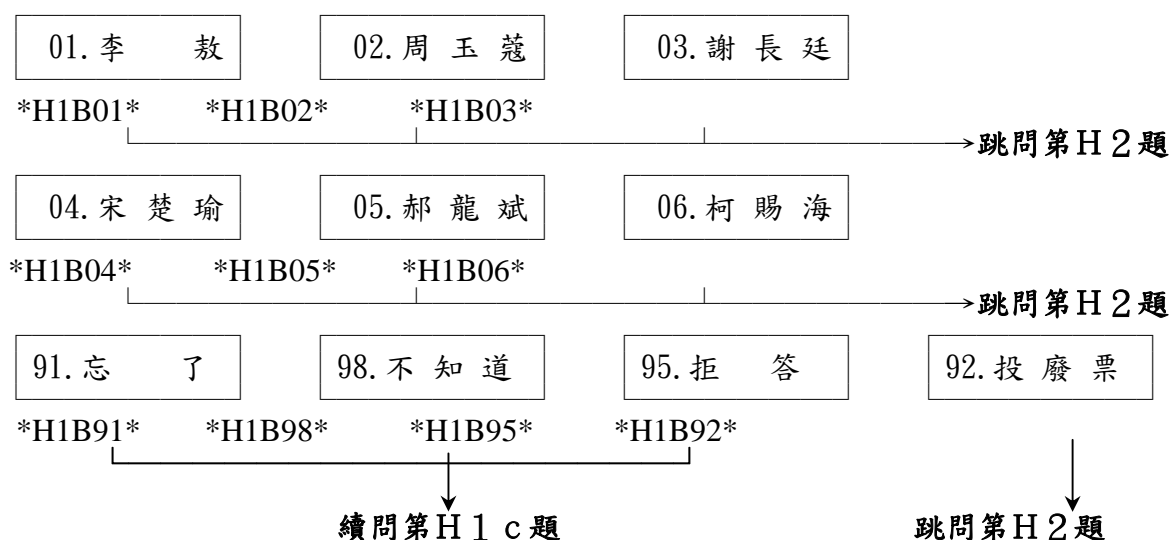 01.李　　敖　02.周 玉 蔻　03.謝 長 廷
*H1B01*　*H1B02*　*H1B03*
跳問第H2題
04.宋 楚 瑜　05.郝 龍 斌　06.柯 賜 海
*H1B04*　*H1B05*　*H1B06*
跳問第H2題
91.忘　　了　98.不 知 道　95.拒　答　92.投 廢 票
*H1B91*　*H1B98*　*H1B95*　*H1B92*
續問第H1c題　跳問第H2題